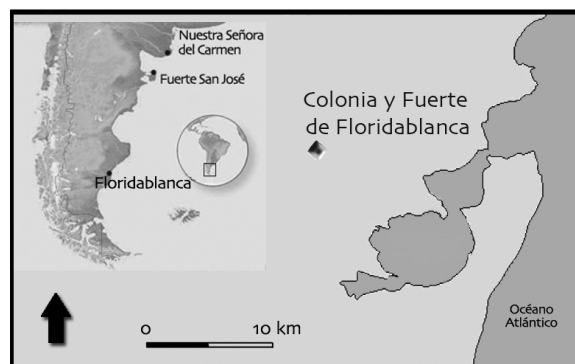 Nuestra Señora
del Carmen
Fuerte San José
Floridablanca
Colonia y Fuerte
de Floridablanca
0 10 km
Océano
Atlántico